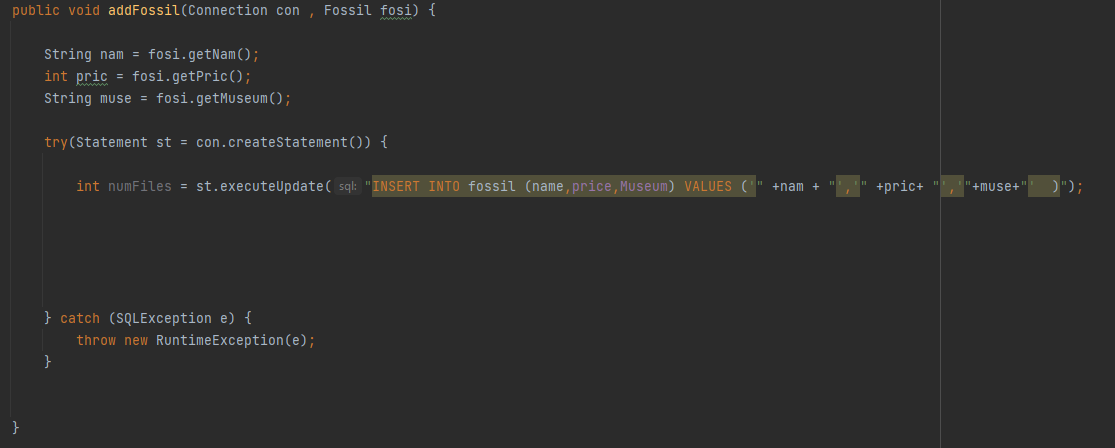 public void addFossil(Connection con , Fossil fosi) {
String nam = fosi.getNam();
int pric = fosi.getPric();
String muse = fosi.getMuseum();
try(Statement st = con.createStatement()) {
int numFiles = st.executeUpdate( sql: "INSERT INTO fossil (name,price,Museum) VALUES ('" +nam + "','" +pric+ "','"+muse+"'  )");
} catch (SQLException e) {
throw new RuntimeException(e);
}
}